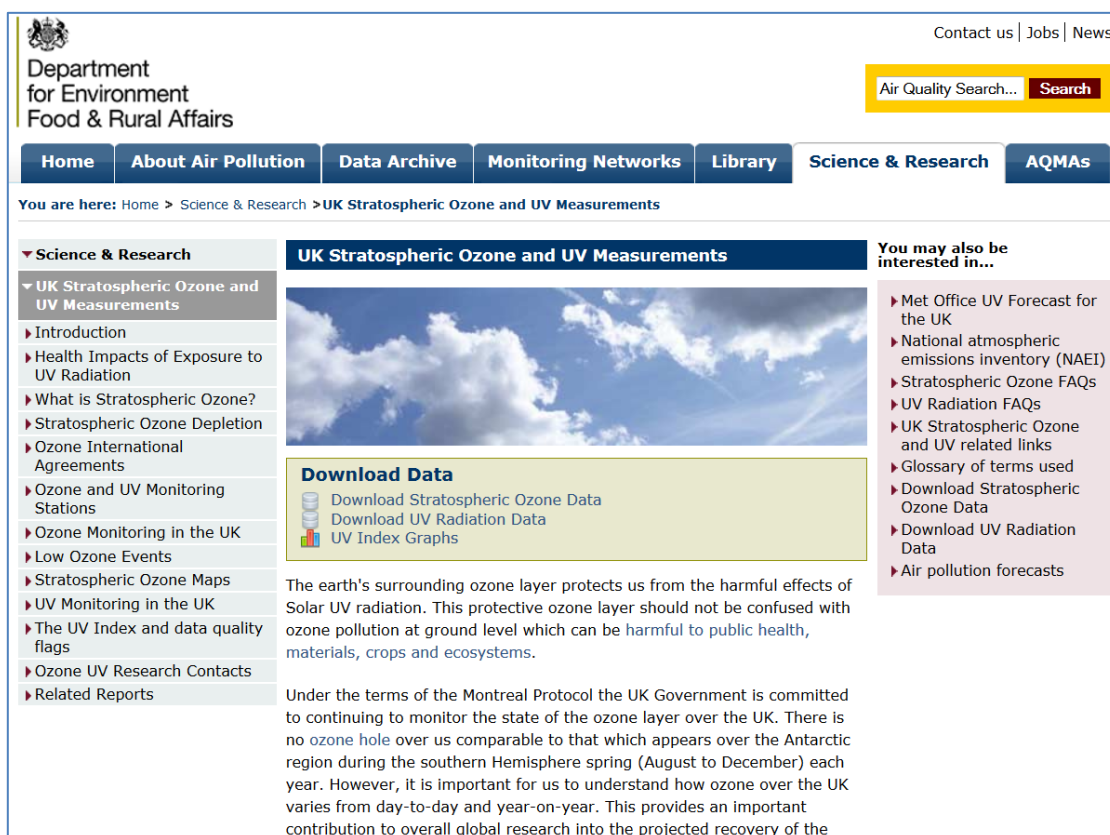 Contact us | Jobs | News
Department
for Environment
Food & Rural Affairs
Air Quality Search... Search
Home About Air Pollution Data Archive Monitoring Networks Library Science & Research AQMAs
You are here: Home > Science & Research >UK Stratospheric Ozone and UV Measurements
Science & Research
UK Stratospheric Ozone and
UV Measurements
Introduction
Health Impacts of Exposure to
UV Radiation
What is Stratospheric Ozone?
Stratospheric Ozone Depletion
Ozone International
Agreements
Ozone and UV Monitoring
Stations
Ozone Monitoring in the UK
Low Ozone Events
Stratospheric Ozone Maps
UV Monitoring in the UK
The UV Index and data quality
flags
Ozone UV Research Contacts
Related Reports
UK Stratospheric Ozone and UV Measurements
Download Data
Download Stratospheric Ozone Data
Download UV Radiation Data
UV Index Graphs
The earth's surrounding ozone layer protects us from the harmful effects of
Solar UV radiation. This protective ozone layer should not be confused with
ozone pollution at ground level which can be harmful to public health,
materials, crops and ecosystems.
Under the terms of the Montreal Protocol the UK Government is committed
to continuing to monitor the state of the ozone layer over the UK. There is
no ozone hole over us comparable to that which appears over the Antarctic
region during the southern Hemisphere spring (August to December) each
year. However, it is important for us to understand how ozone over the UK
varies from day-to-day and year-on-year. This provides an important
contribution to overall global research into the projected recovery of the
You may also be
interested in...
Met Office UV Forecast for
the UK
National atmospheric
emissions inventory (NAEI)
Stratospheric Ozone FAQs
UV Radiation FAQs
UK Stratospheric Ozone
and UV related links
Glossary of terms used
Download Stratospheric
Ozone Data
Download UV Radiation
Data
Air pollution forecasts